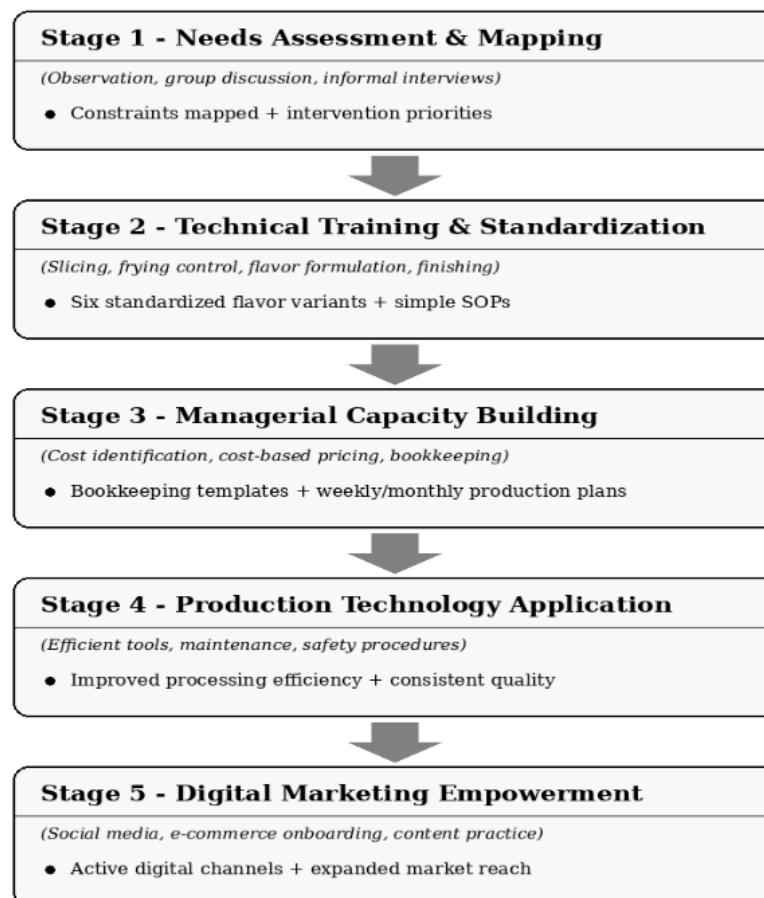 Stage 1 - Needs Assessment & Mapping
(Observation, group discussion, informal interviews)
● Constraints mapped + intervention priorities
Stage 2 - Technical Training & Standardization
(Slicing, frying control, flavor formulation, finishing)
● Six standardized flavor variants + simple SOPs
Stage 3 - Managerial Capacity Building
(Cost identification, cost-based pricing, bookkeeping)
● Bookkeeping templates + weekly/monthly production plans
Stage 4 - Production Technology Application
(Efficient tools, maintenance, safety procedures)
● Improved processing efficiency + consistent quality
Stage 5 - Digital Marketing Empowerment
(Social media, e-commerce onboarding, content practice)
● Active digital channels + expanded market reach